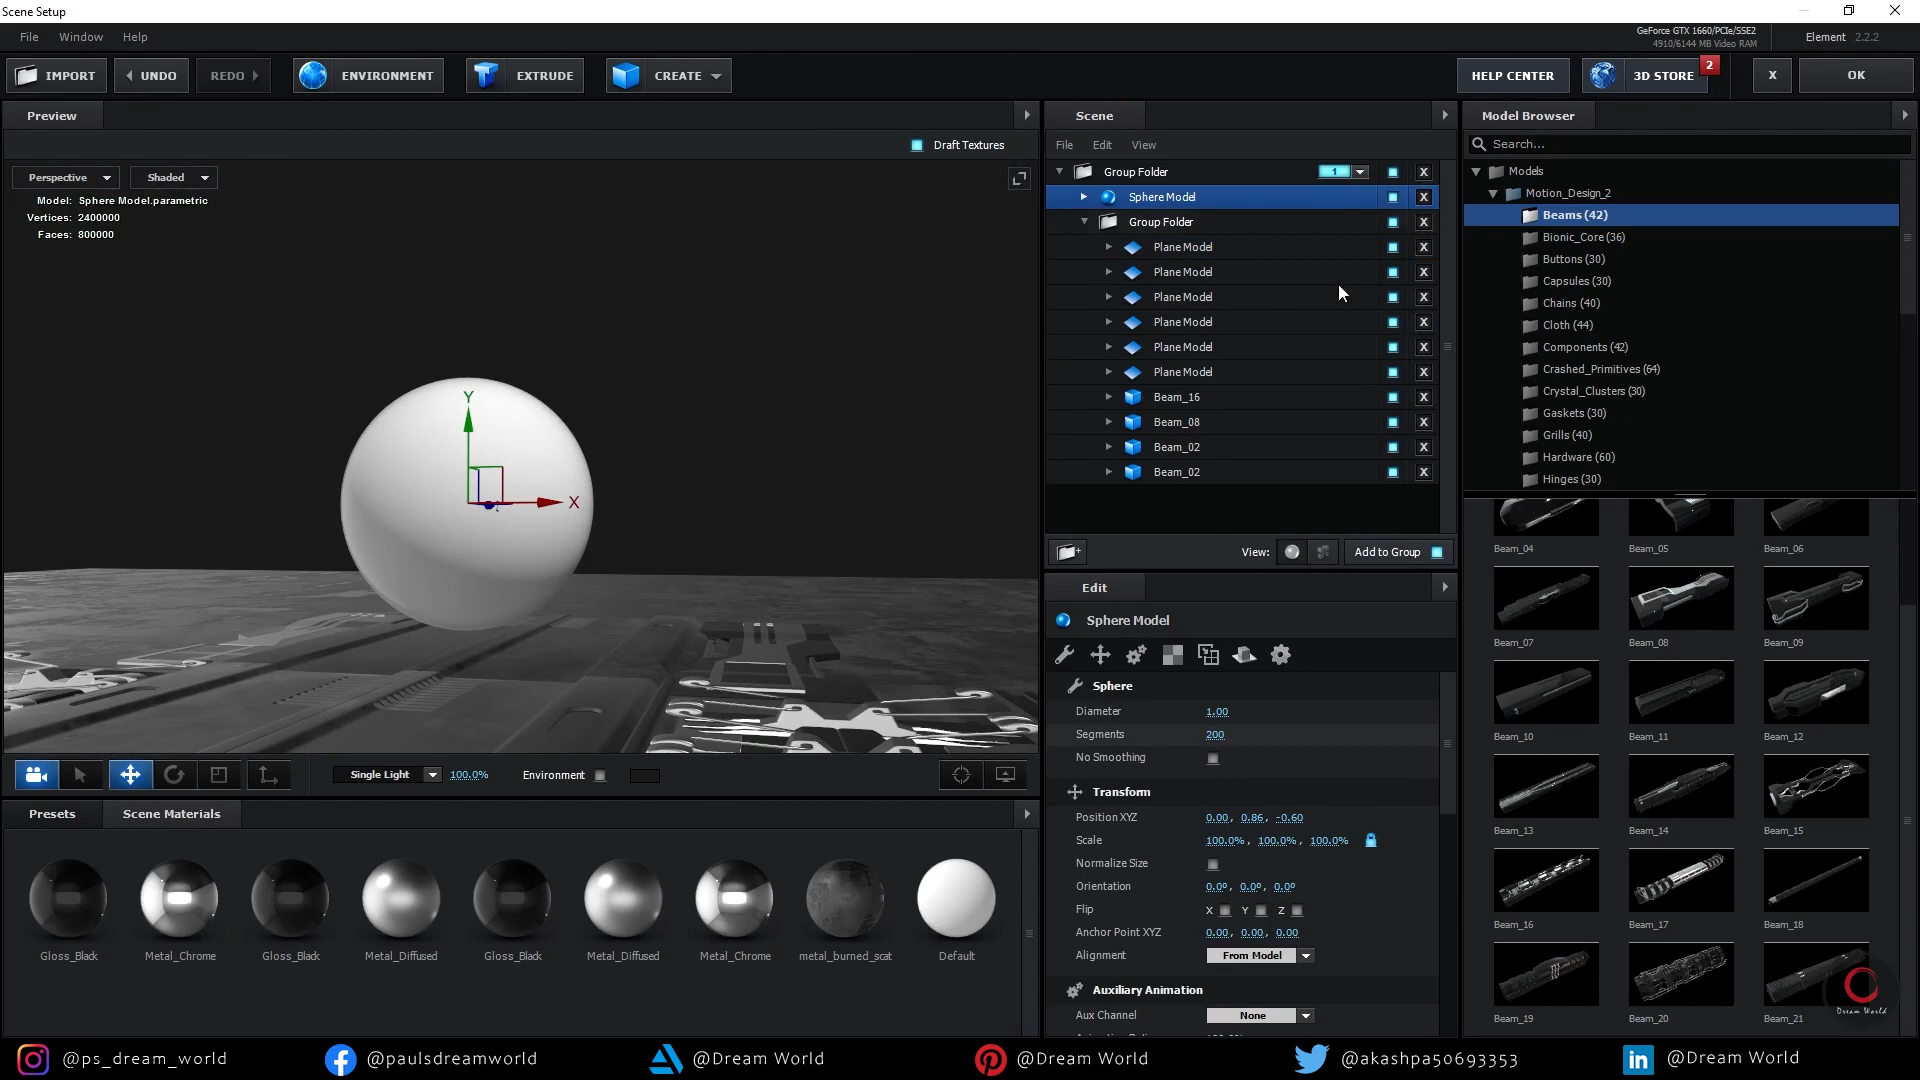 Scene Setup
File Window Help
GeForce GTX 1660/PCIe/SSE2
4910/6144 MB Video RAM
Element 2.2.2
IMPORT UNDO REDO ENVIRONMENT EXTRUDE CREATE HELP CENTER 3D STORE 2 X OK
Preview
Draft Textures
Perspective Shaded
Model: Sphere Model.parametric
Vertices: 2400000
Faces: 800000
Y
X
Single Light 100.0% Environment
Presets Scene Materials
Gloss_Black Metal_Chrome Gloss_Black Metal_Diffused Gloss_Black Metal_Diffused Metal_Chrome metal_burned_scat Default
Scene
File Edit View
Group Folder 1 X
Sphere Model X
Group Folder X
Plane Model X
Plane Model X
Plane Model X
Plane Model X
Plane Model X
Plane Model X
Beam_16 X
Beam_08 X
Beam_02 X
Beam_02 X
View: Add to Group
Edit
Sphere Model
Sphere
Diameter 1.00
Segments 200
No Smoothing
Transform
Position XYZ 0.00, 0.86, -0.60
Scale 100.0%, 100.0%, 100.0%
Normalize Size
Orientation 0.0º, 0.0º, 0.0º
Flip X Y Z
Anchor Point XYZ 0.00, 0.00, 0.00
Alignment From Model
Auxiliary Animation
Aux Channel None
Model Browser
Search...
Models
Motion_Design_2
Beams (42)
Bionic_Core (36)
Buttons (30)
Capsules (30)
Chains (40)
Cloth (44)
Components (42)
Crashed_Primitives (64)
Crystal_Clusters (30)
Gaskets (30)
Grills (40)
Hardware (60)
Hinges (30)
Beam_04 Beam_05 Beam_06
Beam_07 Beam_08 Beam_09
Beam_10 Beam_11 Beam_12
Beam_13 Beam_14 Beam_15
Beam_16 Beam_17 Beam_18
Beam_19 Beam_20 Beam_21
Dream World
@ps_dream_world @paulsdreamworld @Dream World @Dream World @akashpa50693353 @Dream World